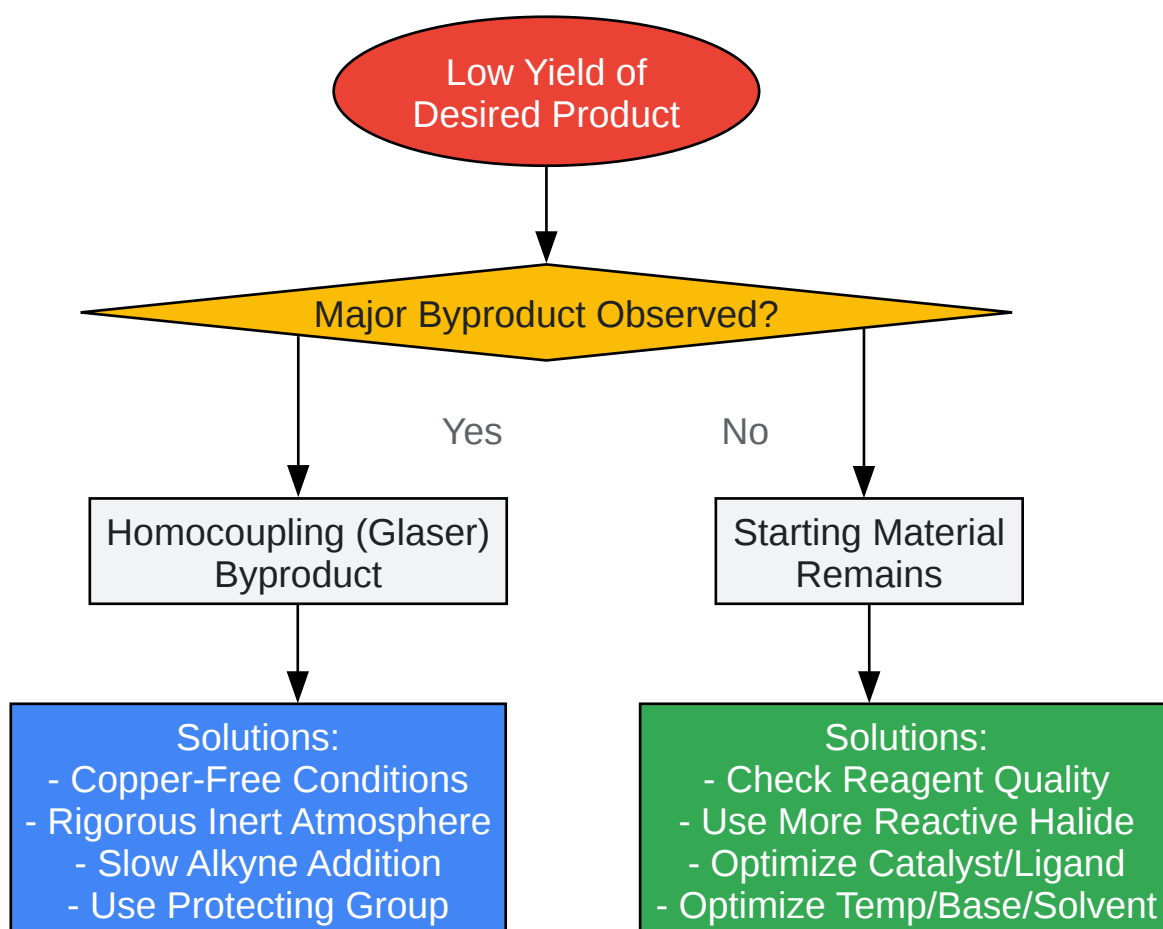 Low Yield of
Desired Product
Major Byproduct Observed?
Yes
No
Homocoupling (Glaser)
Byproduct
Starting Material
Remains
Solutions:
- Copper-Free Conditions
- Rigorous Inert Atmosphere
- Slow Alkyne Addition
- Use Protecting Group
Solutions:
- Check Reagent Quality
- Use More Reactive Halide
- Optimize Catalyst/Ligand
- Optimize Temp/Base/Solvent